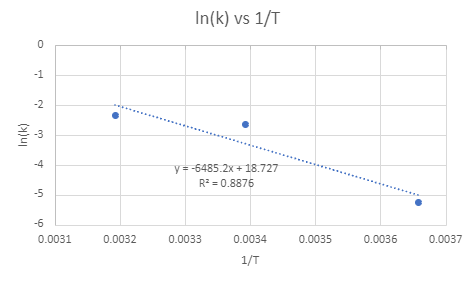 ln(k) vs 1/T
0
-1
-2
-3
-4
-5
-6
ln(k)
y = -6485.2x + 18.727
R² = 0.8876
0.0031 0.0032 0.0033 0.0034 0.0035 0.0036 0.0037
1/T